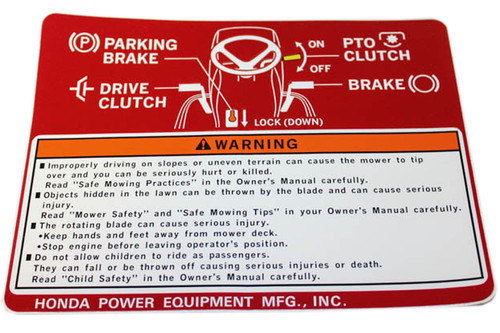 (P) PARKING BRAKE
ON
OFF
PTO CLUTCH
DRIVE CLUTCH
BRAKE
LOCK (DOWN)
WARNING
Improperly driving on slopes or uneven terrain can cause the mower to tip
over and you can be seriously hurt or killed.
Read "Safe Mowing Practices" in the Owner's Manual carefully.
Objects hidden in the lawn can be thrown by the blade and can cause serious
injury.
Read "Mower Safety" and "Safe Mowing Tips" in your Owner's Manual carefully.
The rotating blade can cause serious injury.
•Keep hands and feet away from mower deck.
•Stop engine before leaving operator's position.
Do not allow children to ride as passengers.
They can fall or be thrown off causing serious injuries or death.
Read "Child Safety" in the Owner's Manual carefully.
HONDA POWER EQUIPMENT MFG., INC.